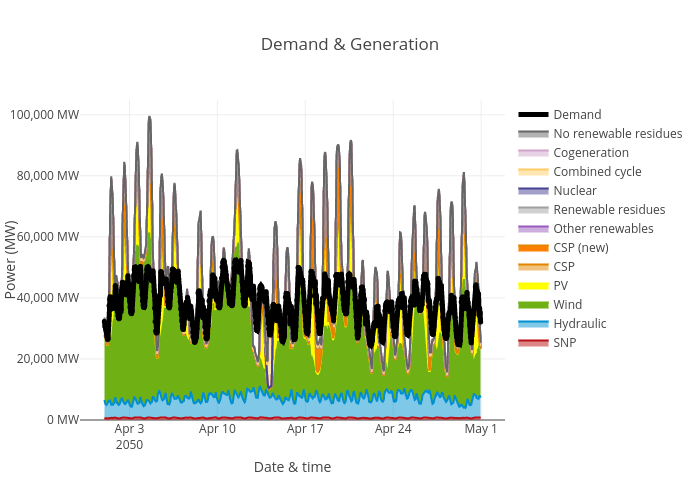 Demand & Generation
100,000 MW
80,000 MW
60,000 MW
40,000 MW
20,000 MW
0 MW
Power (MW)
Apr 3
2050
Apr 10
Apr 17
Apr 24
May 1
Date & time
Demand
No renewable residues
Cogeneration
Combined cycle
Nuclear
Renewable residues
Other renewables
CSP (new)
CSP
PV
Wind
Hydraulic
SNP